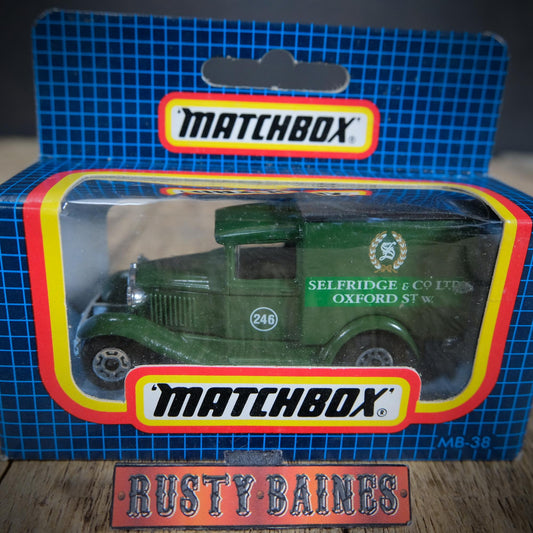 "MATCHBOX"®
SELFRIDGE & Cº LTD
OXFORD ST W.
S
246
"MATCHBOX"®
MB-38
RUSTY BAINES